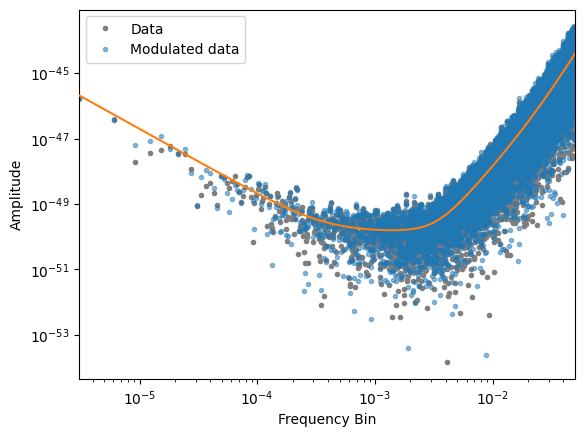 Data
Modulated data
10⁻⁴⁵
10⁻⁴⁷
10⁻⁴⁹
10⁻⁵¹
10⁻⁵³
Amplitude
10⁻⁵
10⁻⁴
10⁻³
10⁻²
Frequency Bin